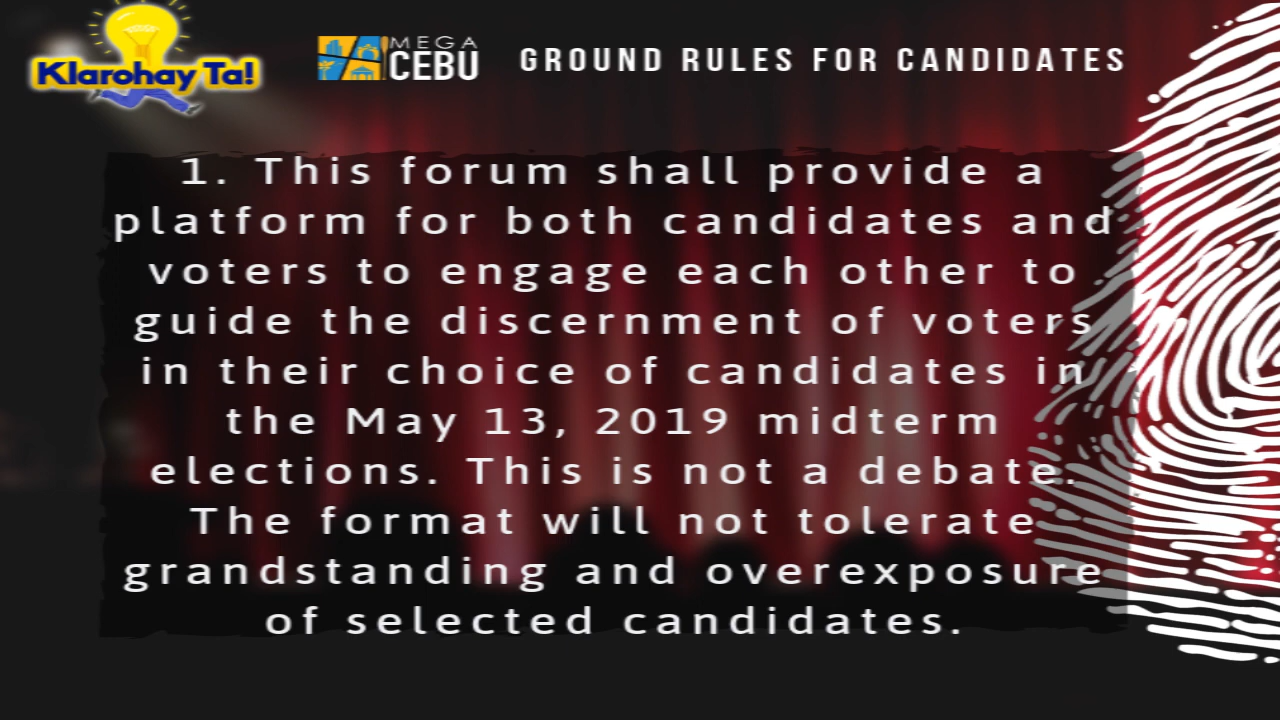 Klarohay Ta!
MEGA
CEBU
GROUND RULES FOR CANDIDATES
1. This forum shall provide a
platform for both candidates and
voters to engage each other to
guide the discernment of voters
in their choice of candidates in
the May 13, 2019 midterm
elections. This is not a debate.
The format will not tolerate
grandstanding and overexposure
of selected candidates.